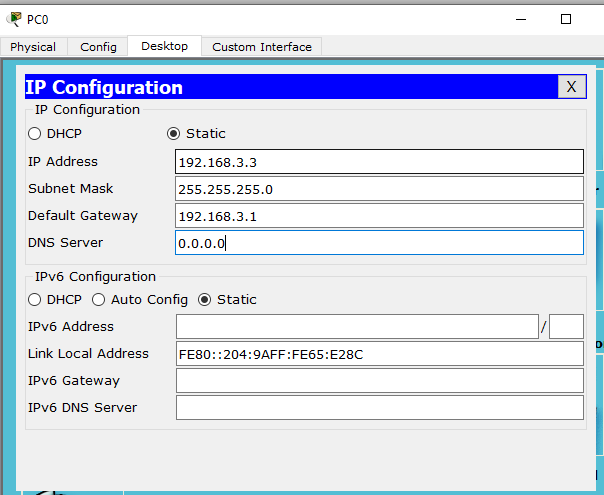 PC0
Physical Config Desktop Custom Interface
IP Configuration X
IP Configuration
DHCP Static
IP Address 192.168.3.3
Subnet Mask 255.255.255.0
Default Gateway 192.168.3.1
DNS Server 0.0.0.0
IPv6 Configuration
DHCP Auto Config Static
IPv6 Address /
Link Local Address FE80::204:9AFF:FE65:E28C
IPv6 Gateway
IPv6 DNS Server